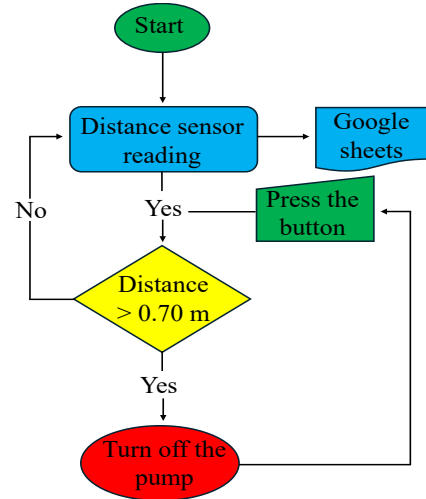 Start
Distance sensor
reading
Google
sheets
No
Yes
Press the
button
Distance
> 0.70 m
Yes
Turn off the
pump